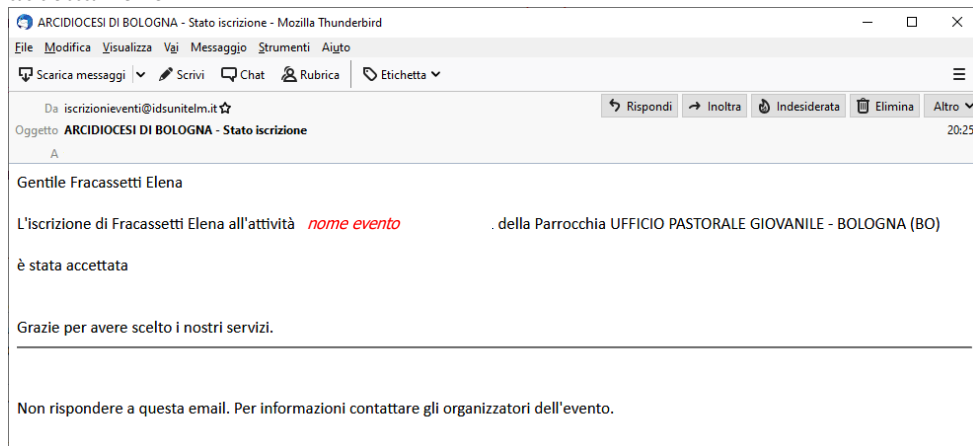 ARCIDIOCESI DI BOLOGNA - Stato iscrizione - Mozilla Thunderbird
File Modifica Visualizza Vai Messaggio Strumenti Aiuto
Scarica messaggi Scrivi Chat Rubrica Etichetta
Da iscrizionieventi@idsunitelm.it Rispondi Inoltra Indesiderata Elimina Altro
Oggetto ARCIDIOCESI DI BOLOGNA - Stato iscrizione 20:25
A
Gentile Fracassetti Elena
L'iscrizione di Fracassetti Elena all'attività nome evento . della Parrocchia UFFICIO PASTORALE GIOVANILE - BOLOGNA (BO)
è stata accettata
Grazie per avere scelto i nostri servizi.
Non rispondere a questa email. Per informazioni contattare gli organizzatori dell'evento.